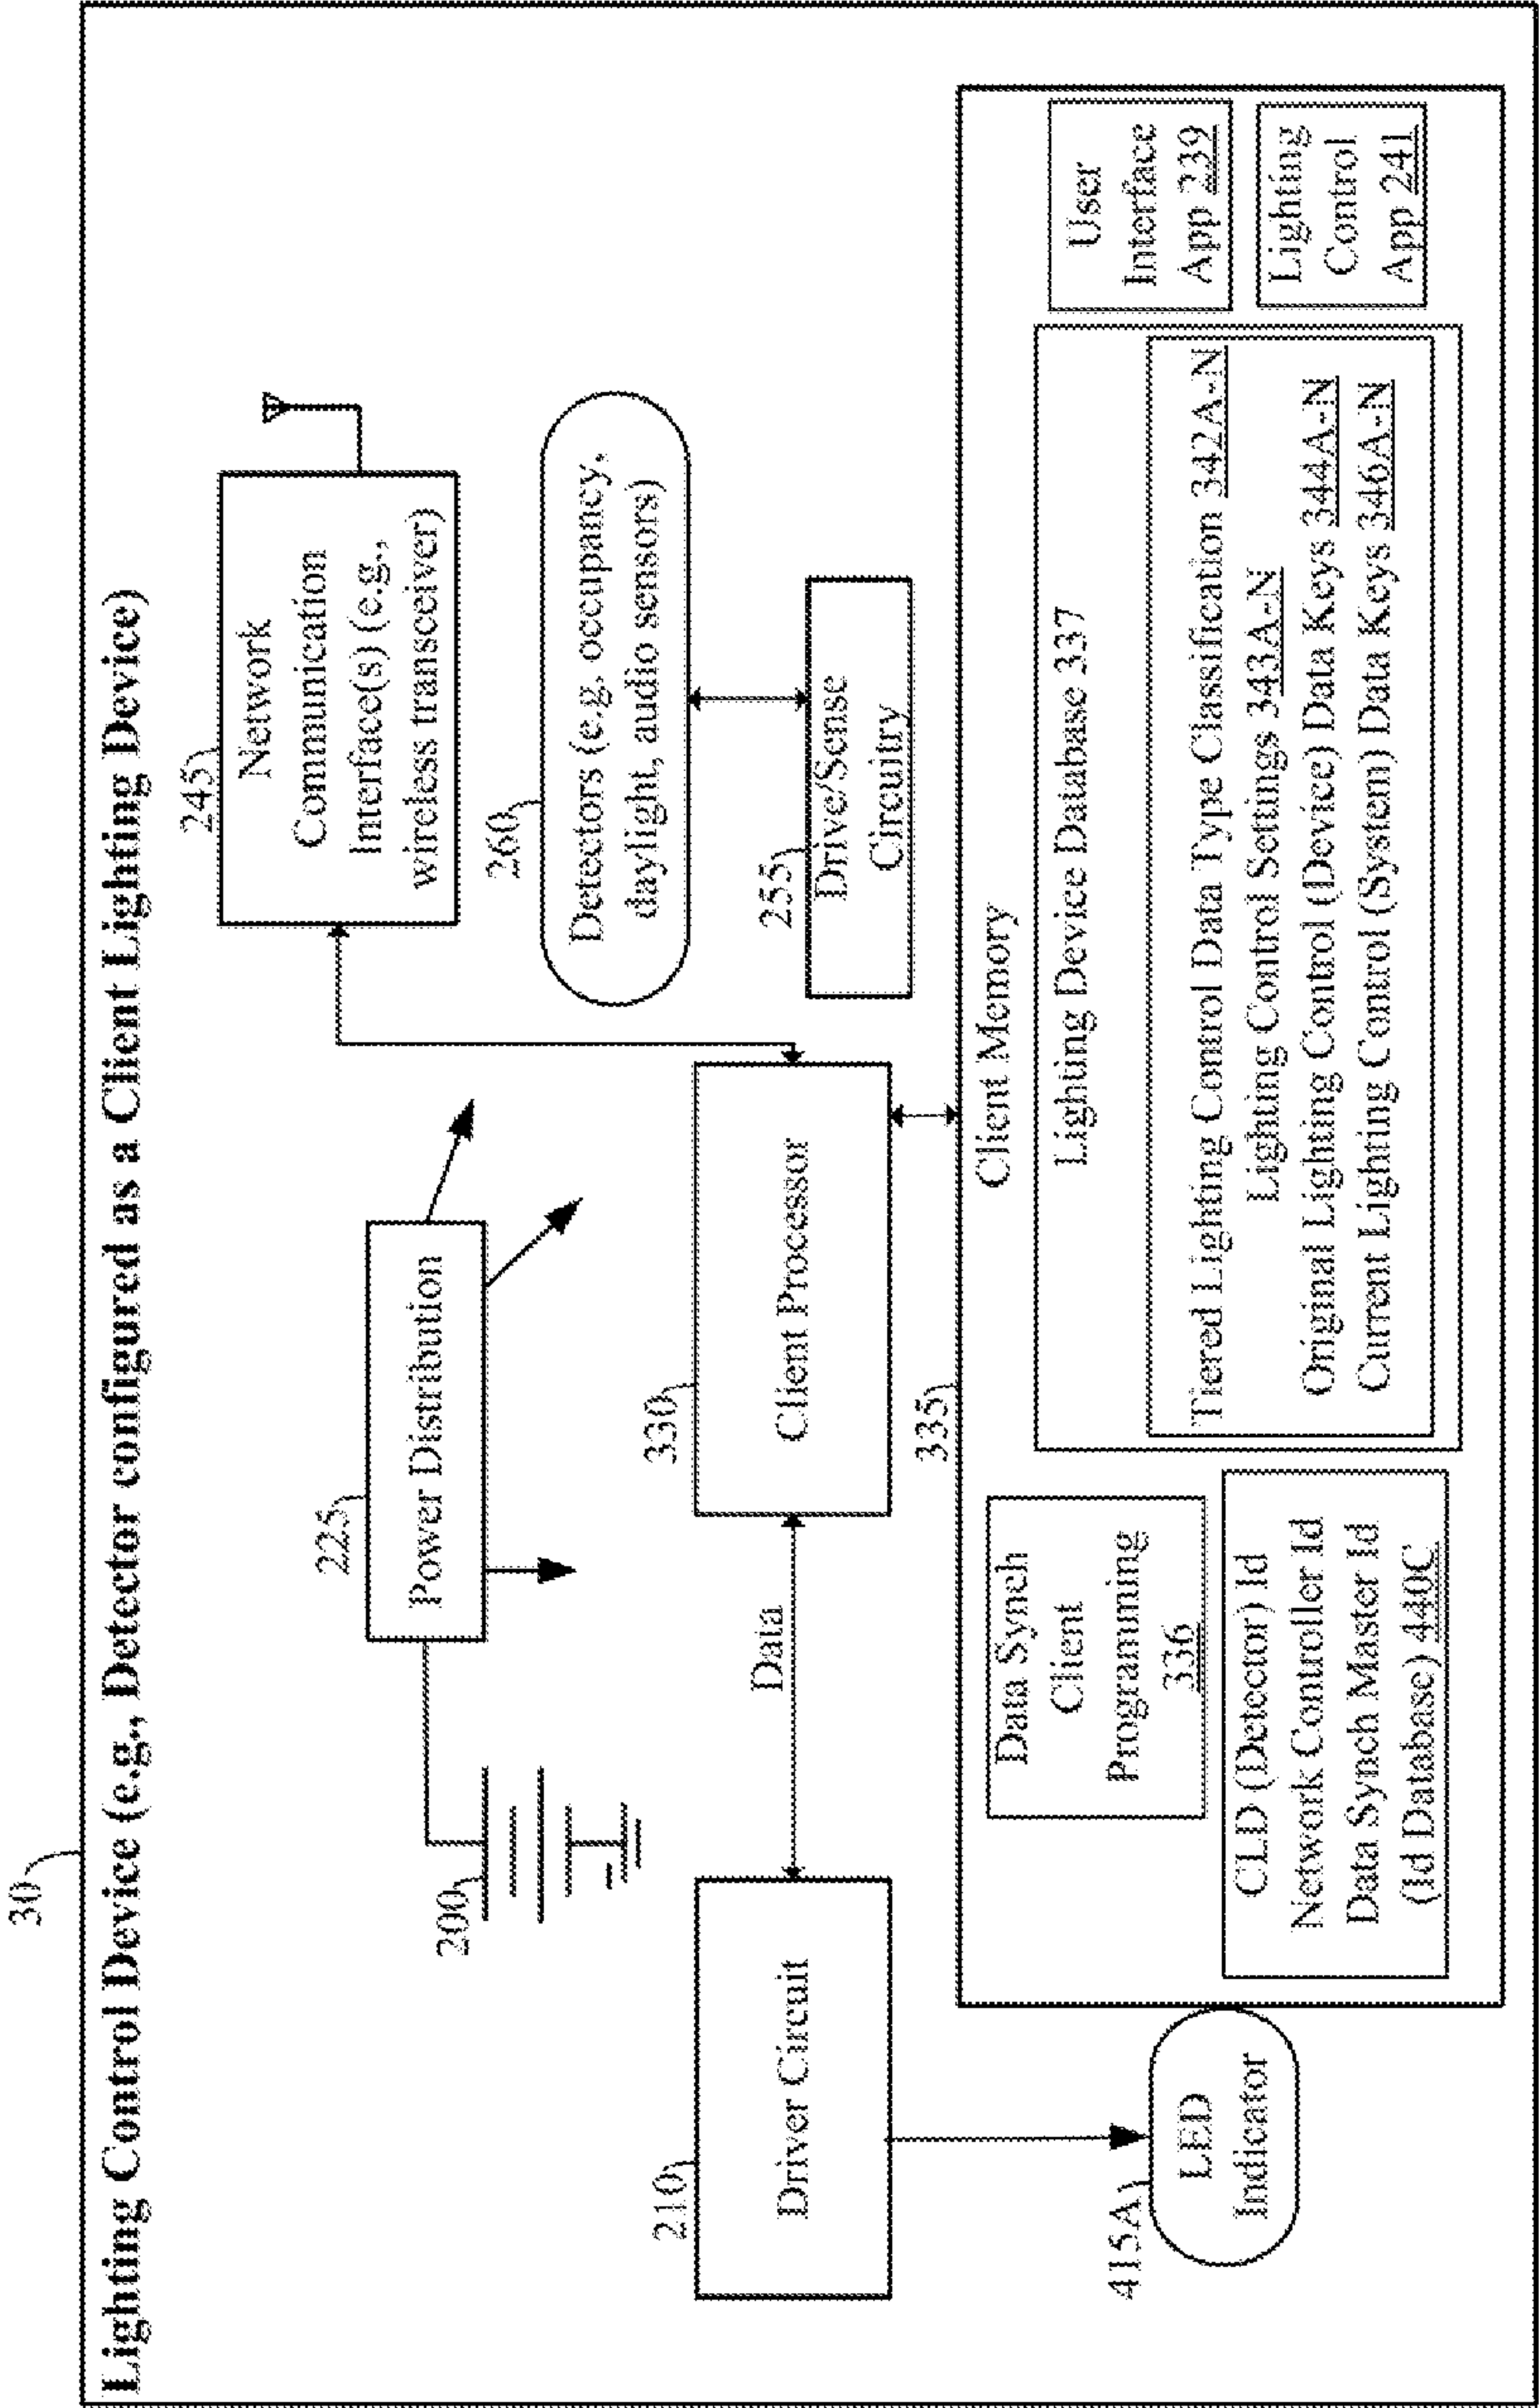 30
Lighting Control Device (e.g., Detector configured as a Client Lighting Device)
200
225
Power Distribution
245
Network
Communication
Interface(s) (e.g.,
wireless transceiver)
260
Detectors (e.g. occupancy,
daylight, audio sensors)
255
Drive/Sense
Circuitry
210
Driver Circuit
Data
330
Client Processor
415A
LED
Indicator
335
Client Memory
Data Synch
Client
Programming
336
CLD (Detector) Id
Network Controller Id
Data Synch Master Id
(Id Database) 440C
Lighting Device Database 337
Tiered Lighting Control Data Type Classification 342A-N
Lighting Control Settings 343A-N
Original Lighting Control (Device) Data Keys 344A-N
Current Lighting Control (System) Data Keys 346A-N
User
Interface
App 239
Lighting
Control
App 241